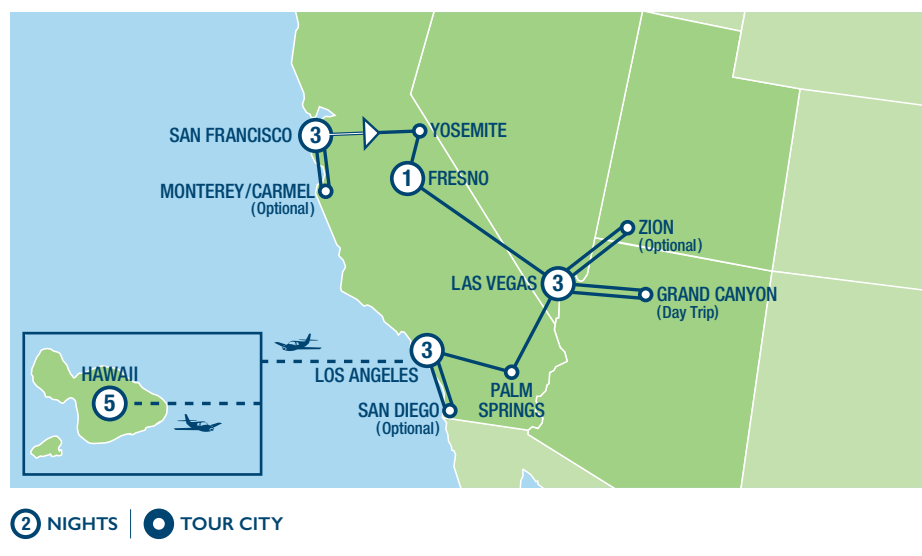 SAN FRANCISCO
3
YOSEMITE
1
FRESNO
MONTEREY/CARMEL
(Optional)
ZION
(Optional)
LAS VEGAS
3
GRAND CANYON
(Day Trip)
3
LOS ANGELES
PALM
SPRINGS
SAN DIEGO
(Optional)
HAWAII
5
2 NIGHTS
TOUR CITY